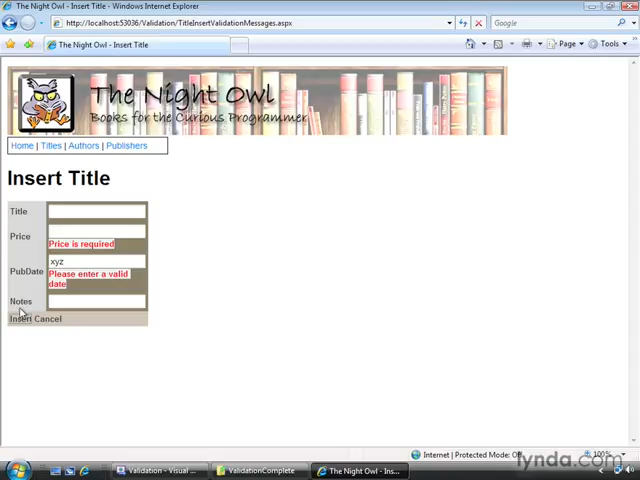 The Night Owl - Insert Title - Windows Internet Explorer
http://localhost:53036/Validation/TitleInsertValidationMessages.aspx
Google
The Night Owl - Insert Title
Page
Tools
The Night Owl
Books for the Curious Programmer
Home | Titles | Authors | Publishers
Insert Title
Title
Price
Price is required
PubDate
xyz
Please enter a valid
date
Notes
Insert Cancel
Internet | Protected Mode:
100%
Validation - Visual ...
ValidationComplete
The Night Owl - Ins...
lynda.com